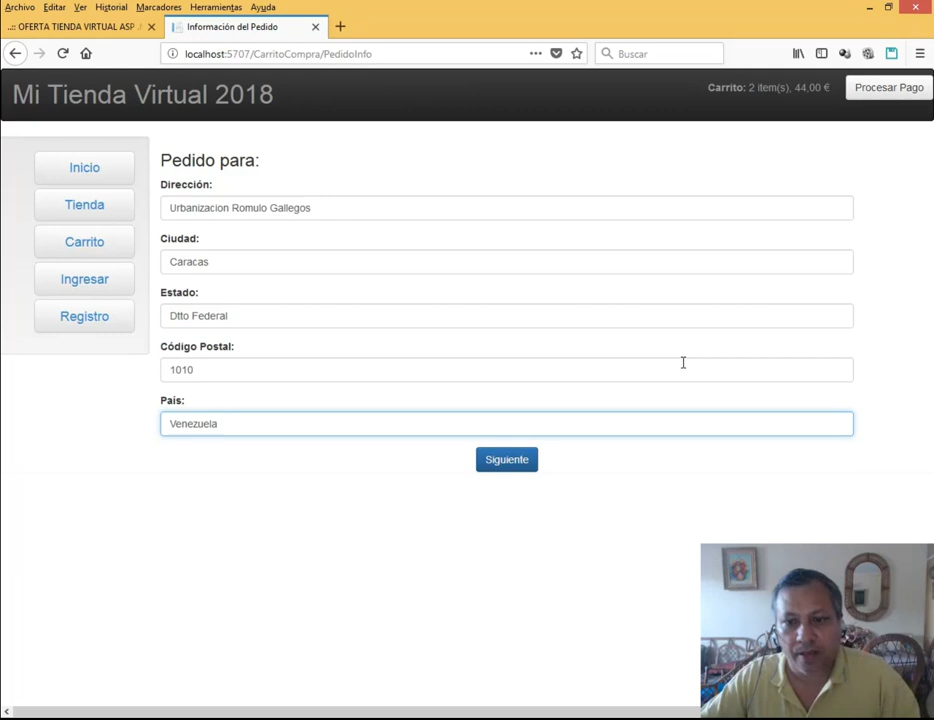 Archivo Editar Ver Historial Marcadores Herramientas Ayuda
..:: OFERTA TIENDA VIRTUAL ASP .
Información del Pedido
localhost:5707/CarritoCompra/PedidoInfo
Buscar
Mi Tienda Virtual 2018
Carrito: 2 item(s), 44,00 €
Procesar Pago
Inicio
Tienda
Carrito
Ingresar
Registro
Pedido para:
Dirección:
Urbanizacion Romulo Gallegos
Ciudad:
Caracas
Estado:
Dtto Federal
Código Postal:
1010
País:
Venezuela
Siguiente